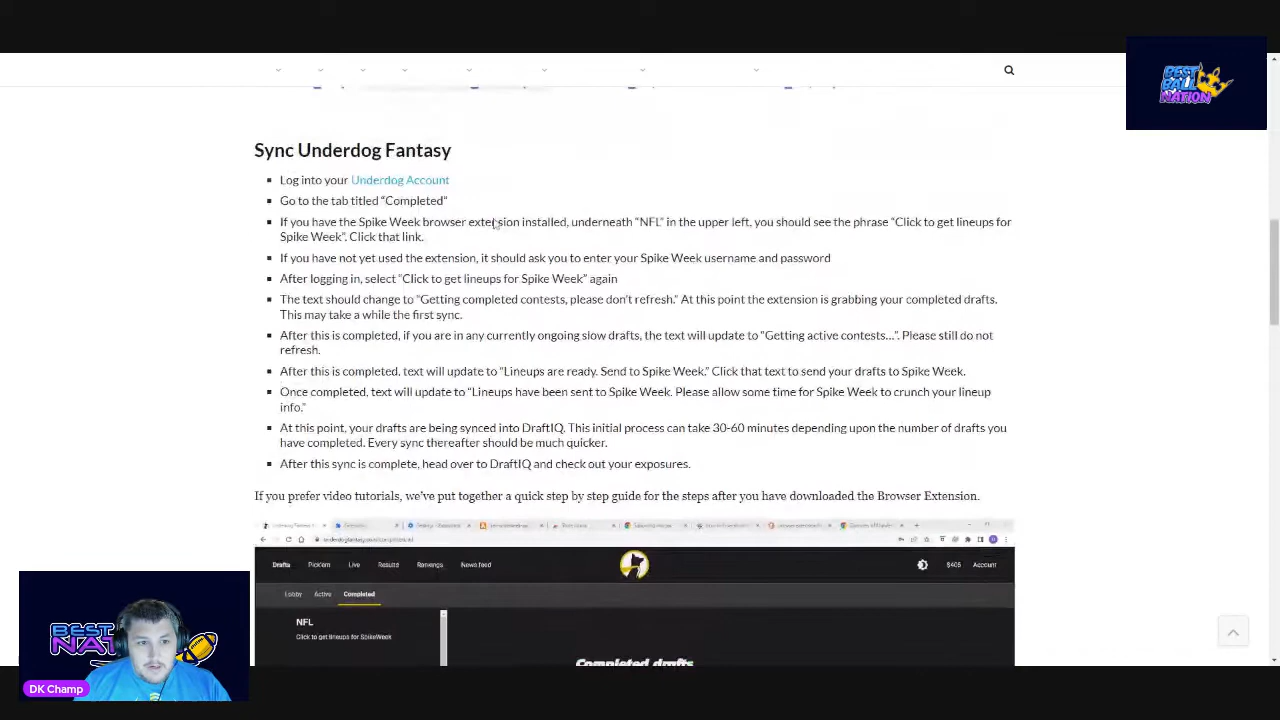 BEST
BALL
NATION
Sync Underdog Fantasy
Log into your Underdog Account
Go to the tab titled “Completed“
If you have the Spike Week browser extension installed, underneath “NFL” in the upper left, you should see the phrase “Click to get lineups for
Spike Week”. Click that link.
If you have not yet used the extension, it should ask you to enter your Spike Week username and password
After logging in, select “Click to get lineups for Spike Week” again
The text should change to “Getting completed contests, please don’t refresh.” At this point the extension is grabbing your completed drafts.
This may take a while the first sync.
After this is completed, if you are in any currently ongoing slow drafts, the text will update to “Getting active contests…”. Please still do not
refresh.
After this is completed, text will update to “Lineups are ready. Send to Spike Week.” Click that text to send your drafts to Spike Week.
Once completed, text will update to “Lineups have been sent to Spike Week. Please allow some time for Spike Week to crunch your lineup
info.”
At this point, your drafts are being synced into DraftIQ. This initial process can take 30-60 minutes depending upon the number of drafts you
have completed. Every sync thereafter should be much quicker.
After this sync is complete, head over to DraftIQ and check out your exposures.
If you prefer video tutorials, we’ve put together a quick step by step guide for the steps after you have downloaded the Browser Extension.
Drafts Pick'em Live Results Rankings News feed $405 Account
Lobby Active Completed
NFL
Click to get lineups for SpikeWeek
Completed drafts
BEST
DK Champ